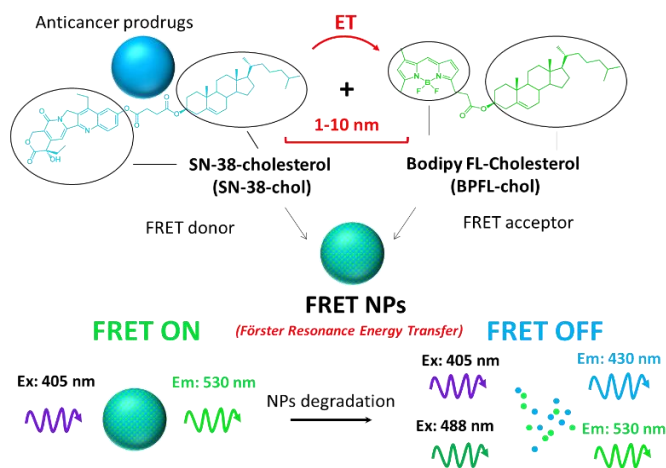 Anticancer prodrugs
ET
+
1-10 nm
N
N
O
O
O
OH
O
O
O
O
N
N
B
F
F
O
O
SN-38-cholesterol
(SN-38-chol)
Bodipy FL-Cholesterol
(BPFL-chol)
FRET donor
FRET acceptor
FRET NPs
(Förster Resonance Energy Transfer)
FRET ON
FRET OFF
Ex: 405 nm
Em: 530 nm
NPs degradation
Ex: 405 nm
Em: 430 nm
Ex: 488 nm
Em: 530 nm